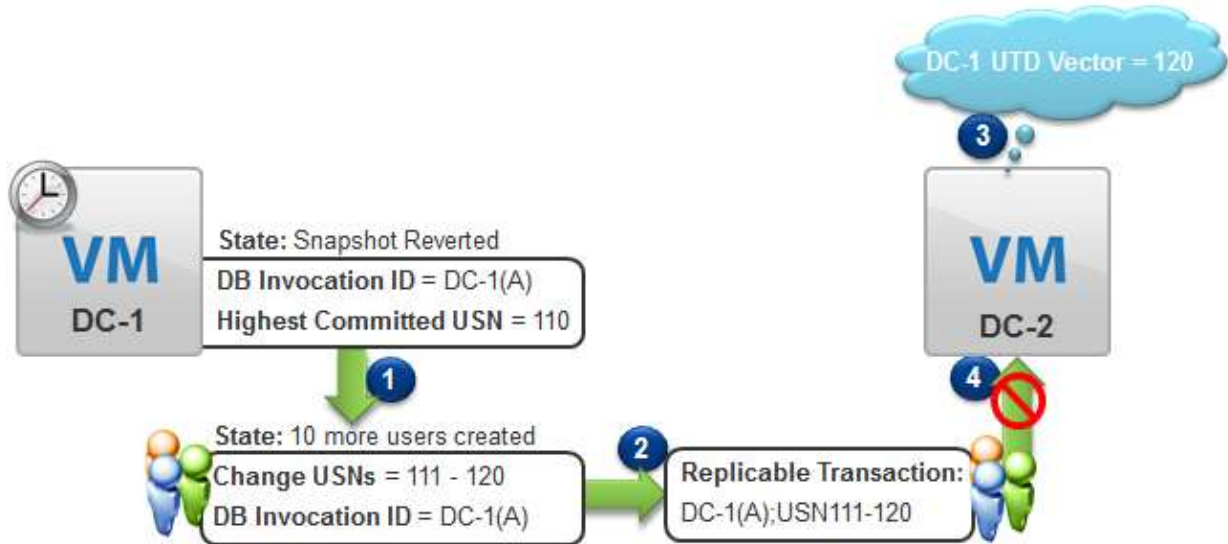 DC-1 UTD Vector = 120
3
VM
DC-1
State: Snapshot Reverted
DB Invocation ID = DC-1(A)
Highest Committed USN = 110
VM
DC-2
1
4
State: 10 more users created
Change USNs = 111 - 120
DB Invocation ID = DC-1(A)
2
Replicable Transaction:
DC-1(A);USN111-120